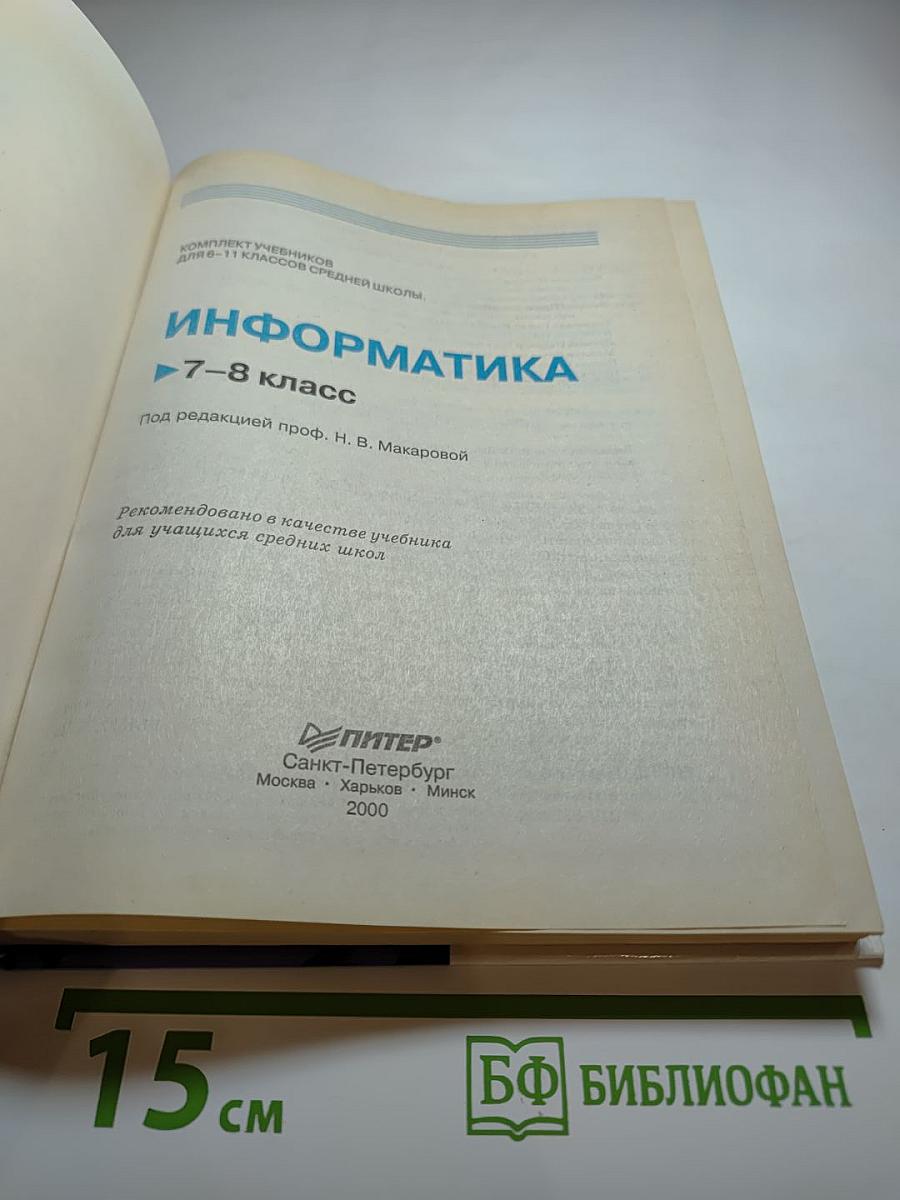 КОМПЛЕКТ УЧЕБНИКОВ
ДЛЯ 6–11 КЛАССОВ СРЕДНЕЙ ШКОЛЫ
ИНФОРМАТИКА
7–8 класс
Под редакцией проф. Н. В. Макаровой
Рекомендовано в качестве учебника
для учащихся средних школ
ПИТЕР®
Санкт-Петербург
Москва · Харьков · Минск
2000
15 см
БФ БИБЛИОФАН